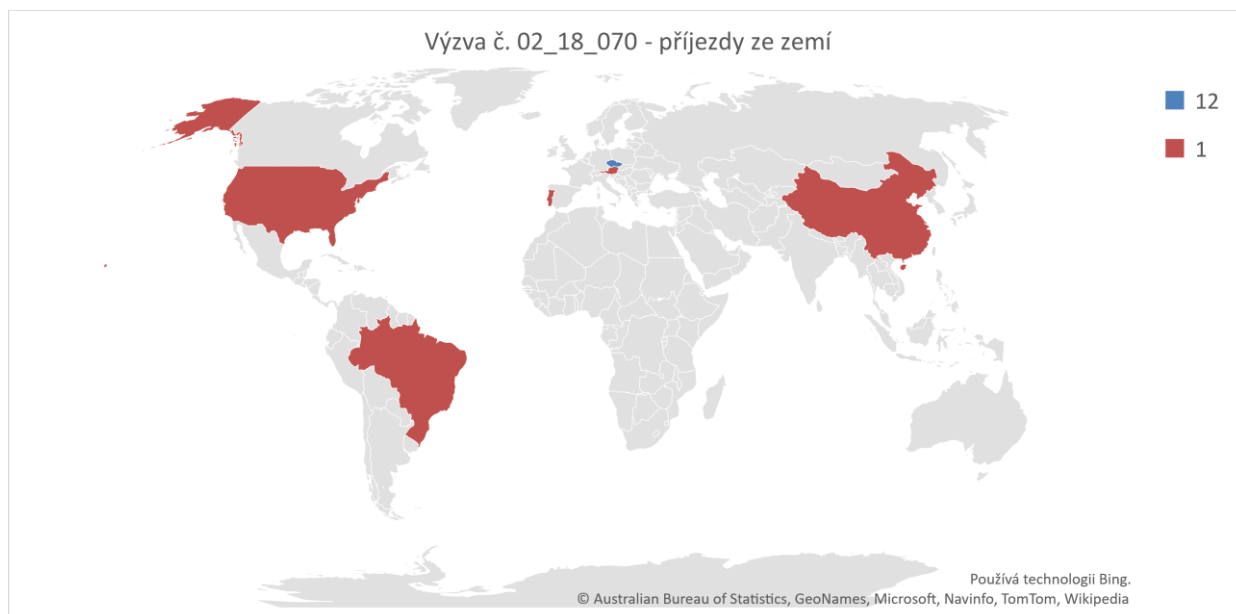 Výzva č. 02_18_070 - příjezdy ze zemí
12
1
Používá technologii Bing.
© Australian Bureau of Statistics, GeoNames, Microsoft, Navinfo, TomTom, Wikipedia